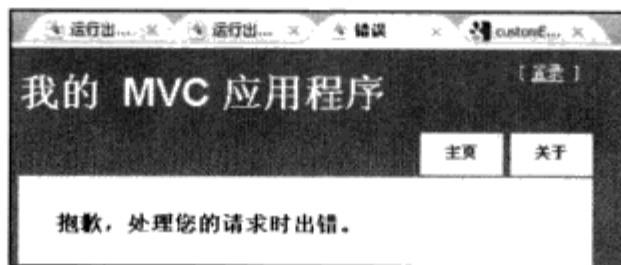 运行出... × 运行出... × 错误 × customE... ×
[ 登录 ]
我的 MVC 应用程序
主页 关于
抱歉，处理您的请求时出错。